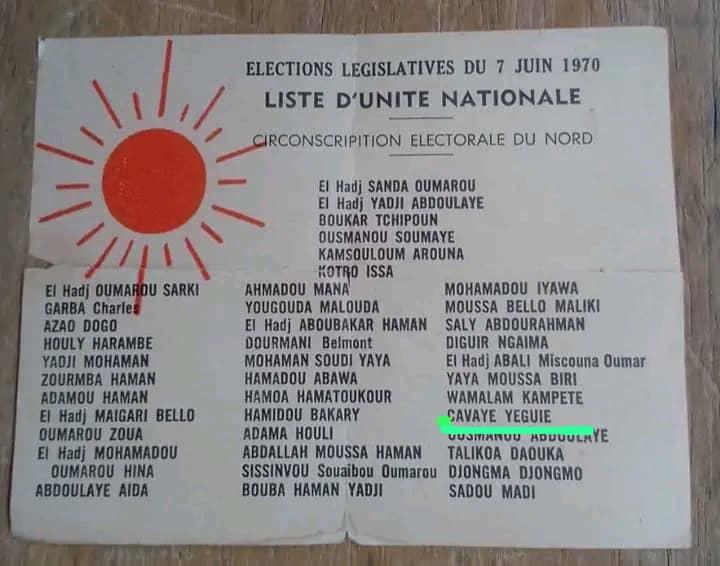 ELECTIONS LEGISLATIVES DU 7 JUIN 1970
LISTE D'UNITE NATIONALE
CIRCONSCRIPITION ELECTORALE DU NORD
El Hadj SANDA OUMAROU
El Hadj YADJI ABDOULAYE
BOUKAR TCHIPOUN
OUSMANOU SOUMAYE
KAMSOULOUM AROUNA
KOTRO ISSA
El Hadj OUMAROU SARKI
GARBA Charles
AZAO DOGO
HOULY HARAMBE
YADJI MOHAMAN
ZOURMBA HAMAN
ADAMOU HAMAN
El Hadj MAIGARI BELLO
OUMAROU ZOUA
El Hadj MOHAMADOU
OUMAROU HINA
ABDOULAYE AIDA
AHMADOU MANA
YOUGOUDA MALOUDA
El Hadj ABOUBAKAR HAMAN
DOURMANI Belmont
MOHAMAN SOUDI YAYA
HAMADOU ABAWA
HAMOA HAMATOUKOUR
HAMIDOU BAKARY
ADAMA HOULI
ABDALLAH MOUSSA HAMAN
SISSINVOU Souaibou Oumarou
BOUBA HAMAN YADJI
MOHAMADOU IYAWA
MOUSSA BELLO MALIKI
SALY ABDOURAHMAN
DIGUIR NGAIMA
El Hadj ABALI Miscouna Oumar
YAYA MOUSSA BIRI
WAMALAM KAMPETE
CAVAYE YEGUIE
OUSMANOU ABDOULAYE
TALIKOA DAOUKA
DJONGMA DJONGMO
SADOU MADI